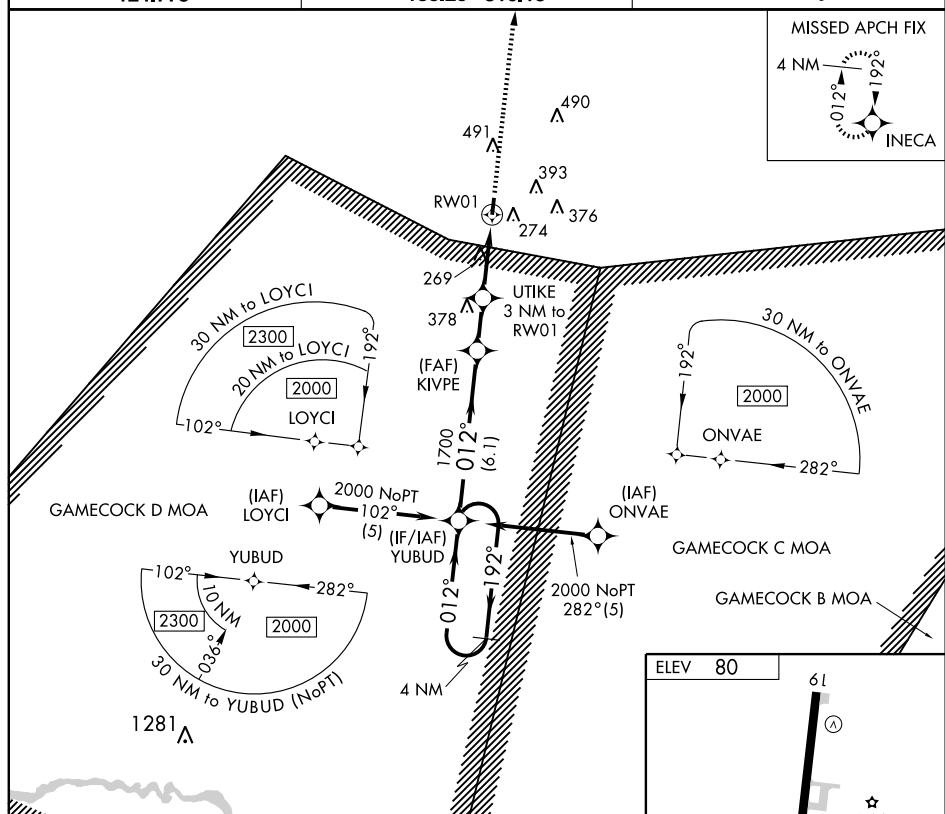 MISSED APCH FIX
4 NM
012°
192°
INECA
490
491
393
376
274
RW01
269
UTIKE
3 NM to
RW01
378
(FAF)
KIVPE
30 NM to LOYCI
2300
20 NM to LOYCI
2000
192°
LOYCI
102°
30 NM to ONVAE
192°
2000
ONVAE
282°
1700
012°
(6.1)
GAMECOCK D MOA
(IAF)
LOYCI
2000 NoPT
102°
(5)
(IF/IAF)
YUBUD
(IAF)
ONVAE
2000 NoPT
282° (5)
GAMECOCK C MOA
GAMECOCK B MOA
012°
192°
4 NM
YUBUD
102°
282°
10 NM
2300
2000
036°
30 NM to YUBUD (NoPT)
1281
ELEV 80
19
V